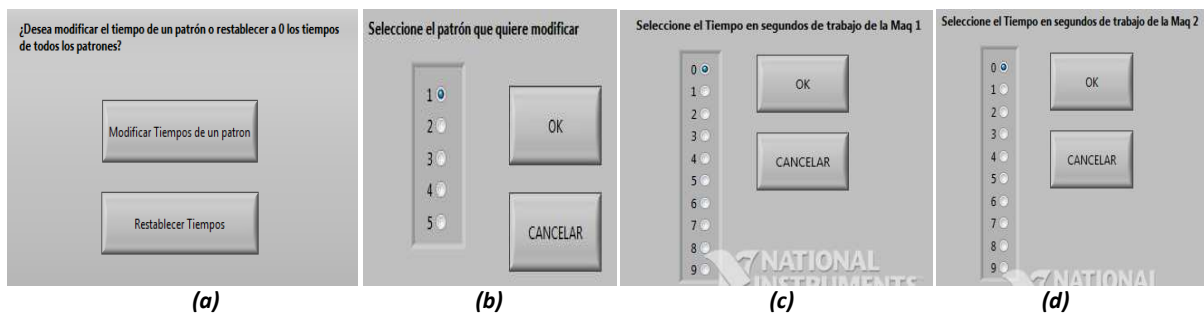 ¿Desea modificar el tiempo de un patrón o restablecer a 0 los tiempos
de todos los patrones?
Modificar Tiempos de un patron
Restablecer Tiempos
(a)
Seleccione el patrón que quiere modificar
1
2
3
4
5
OK
CANCELAR
(b)
Seleccione el Tiempo en segundos de trabajo de la Maq 1
0
1
2
3
4
5
6
7
8
9
OK
CANCELAR
NATIONAL
INSTRUMENTS
(c)
Seleccione el Tiempo en segundos de trabajo de la Maq 2
0
1
2
3
4
5
6
7
8
9
OK
CANCELAR
NATIONAL
(d)